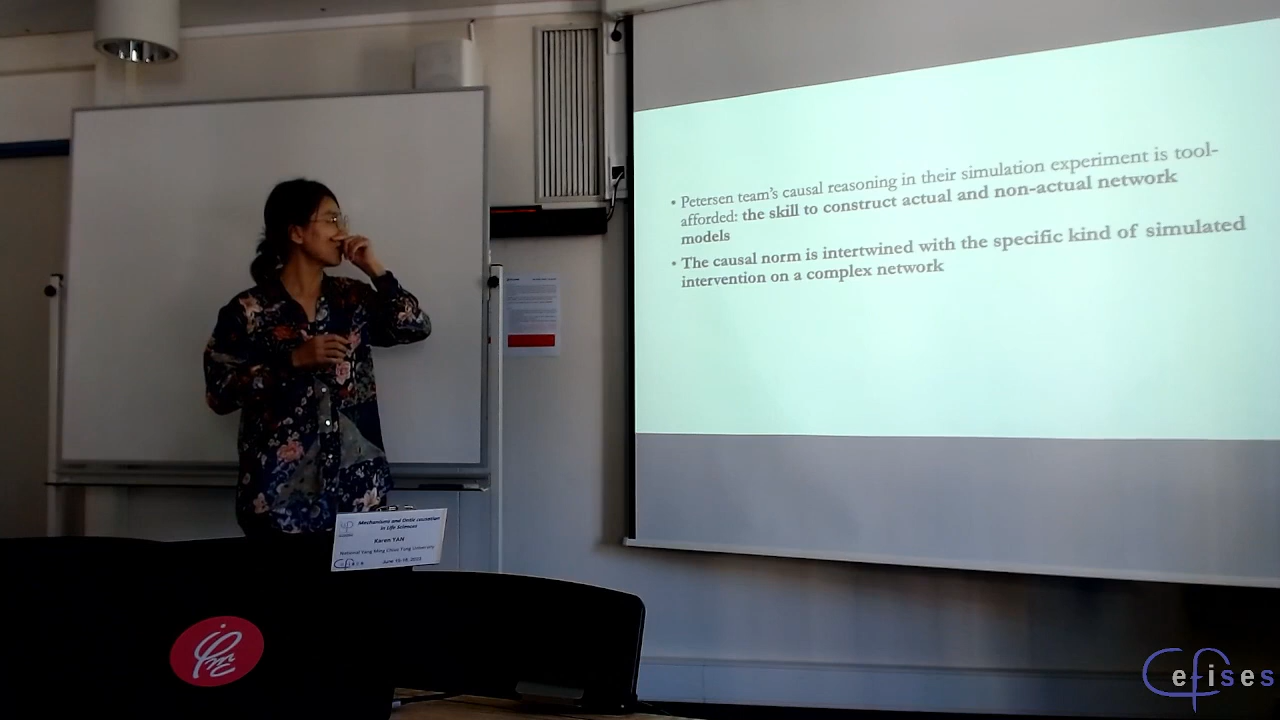 • Petersen team's causal reasoning in their simulation experiment is tool-
afforded: the skill to construct actual and non-actual network
models
• The causal norm is intertwined with the specific kind of simulated
intervention on a complex network
Mechanisms and Ontic causation
in Life Sciences
Karen YAN
National Yang Ming Chiao Tung University
Cefises